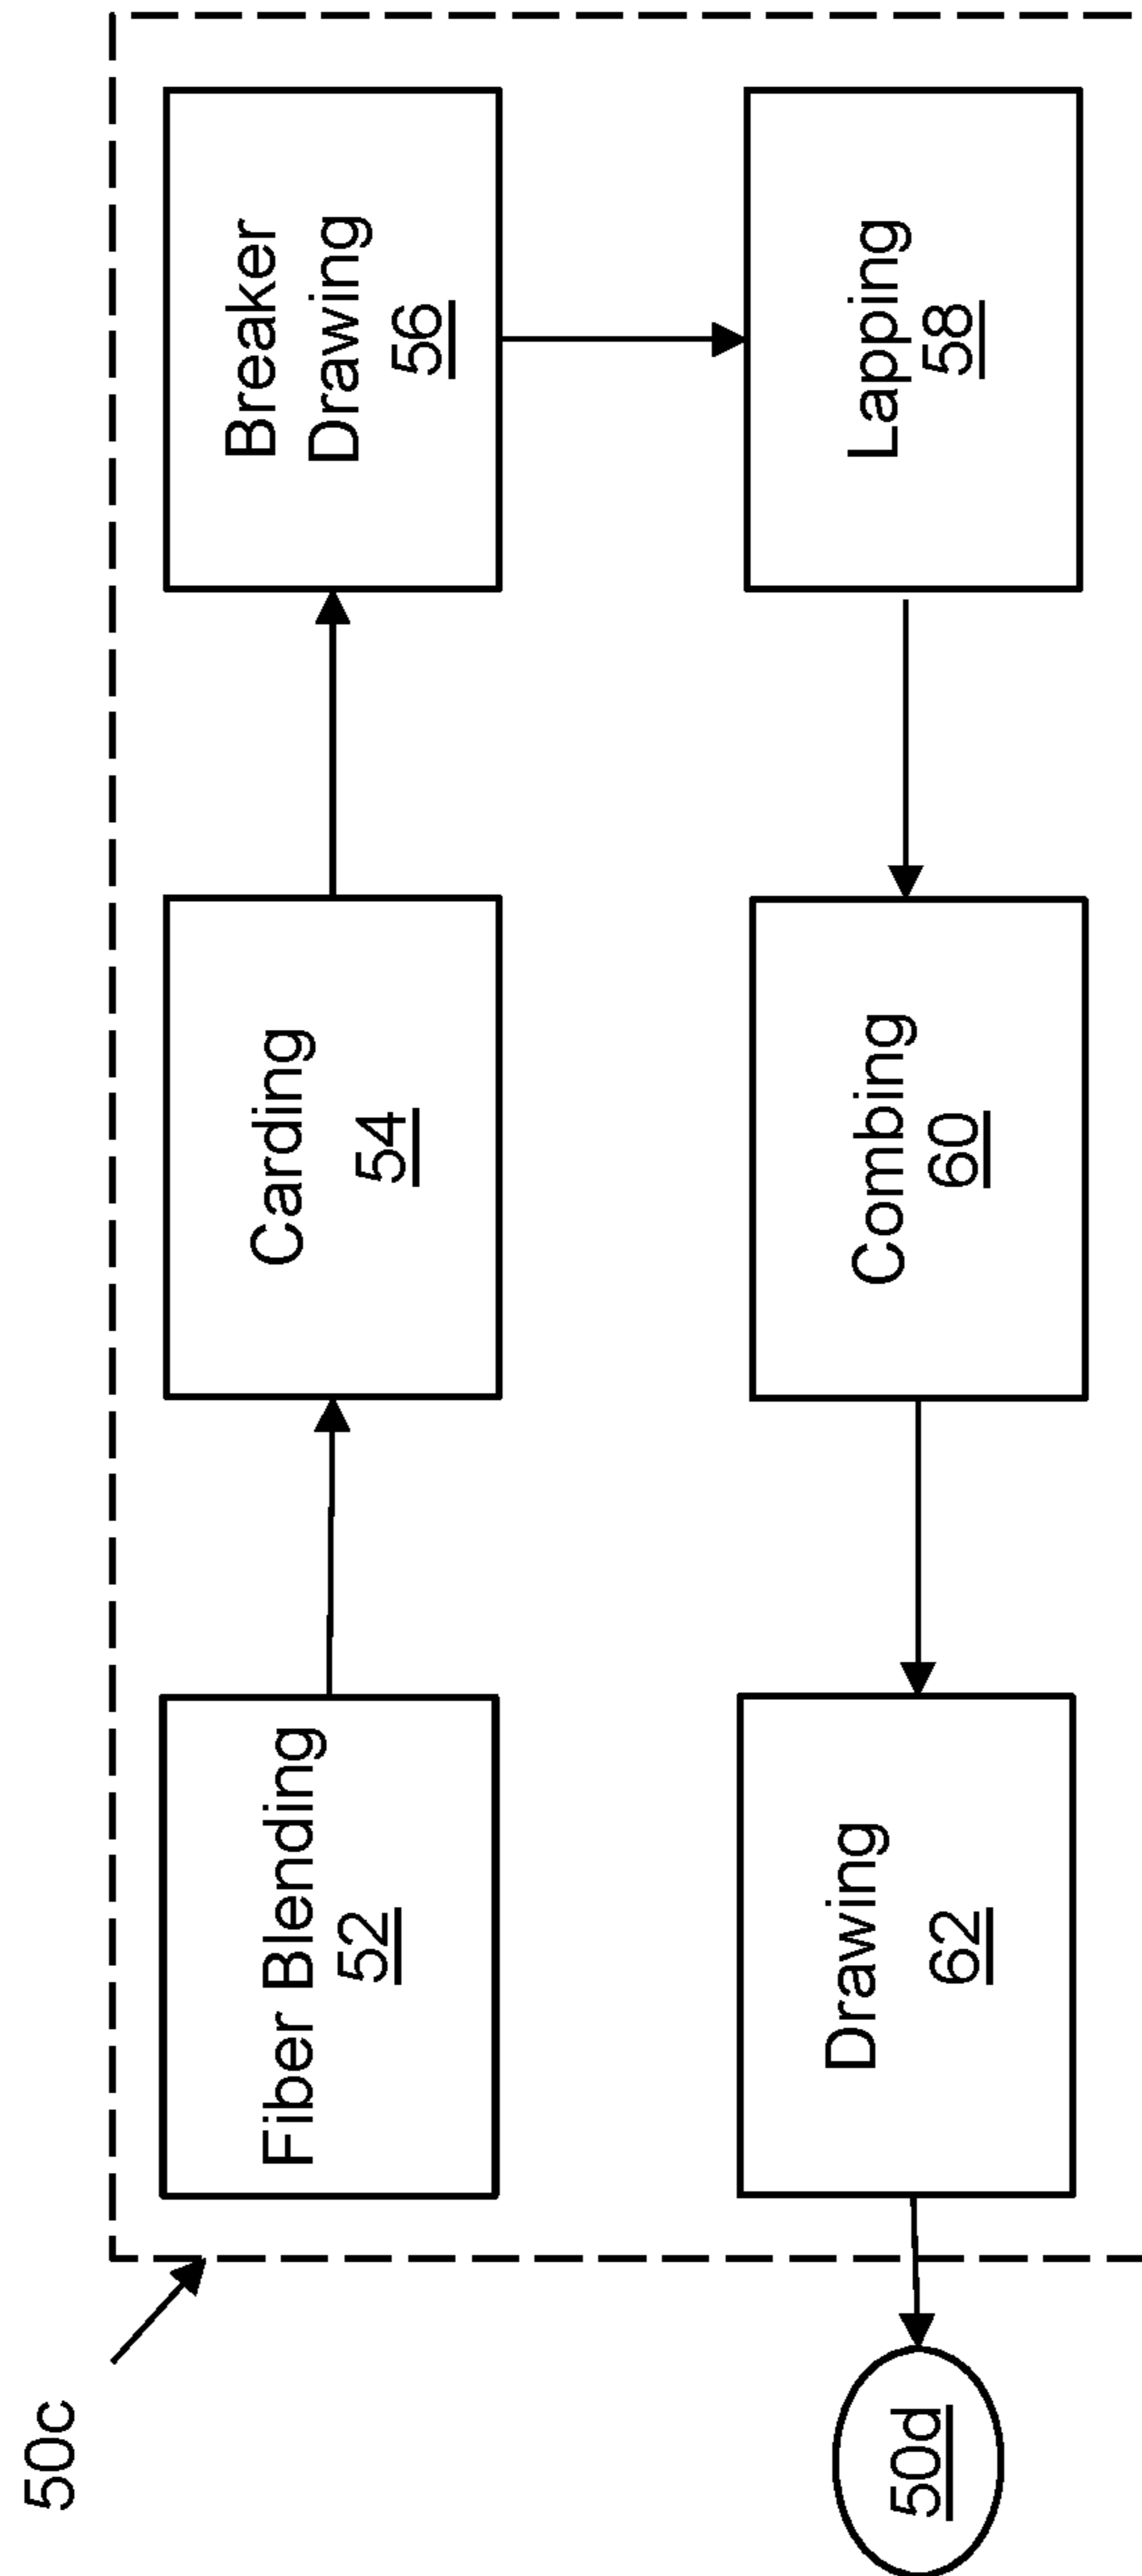 50c
Fiber Blending
52
Carding
54
Breaker
Drawing
56
Lapping
58
Combing
60
Drawing
62
50d